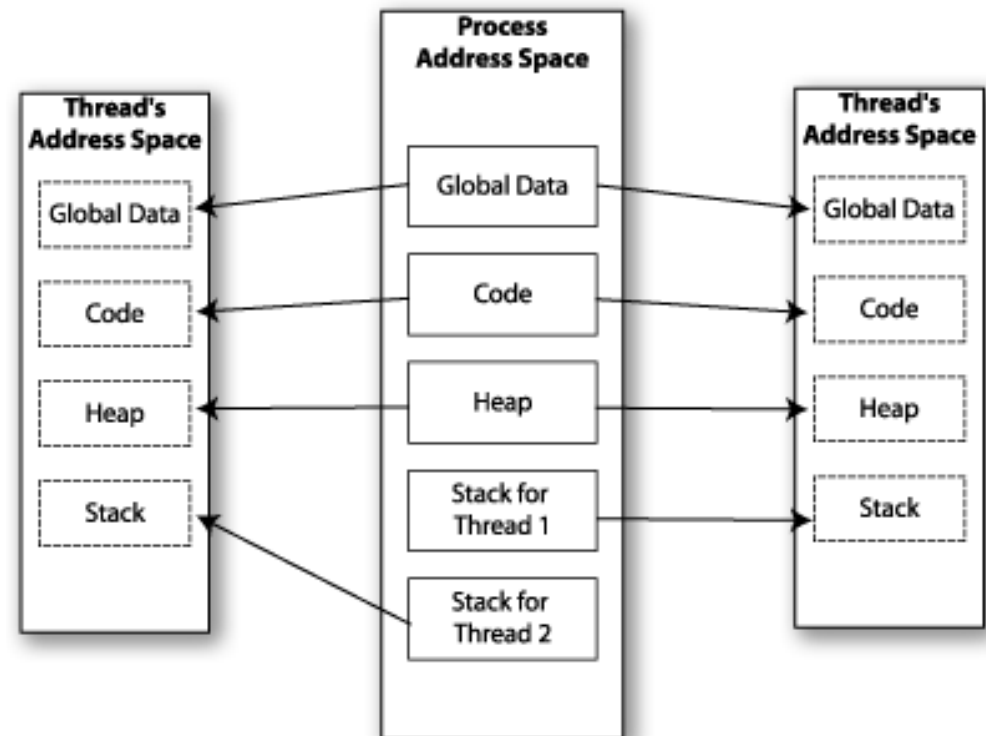 Process
Address Space
Global Data
Code
Heap
Stack for
Thread 1
Stack for
Thread 2
Thread's
Address Space
Global Data
Code
Heap
Stack
Thread's
Address Space
Global Data
Code
Heap
Stack